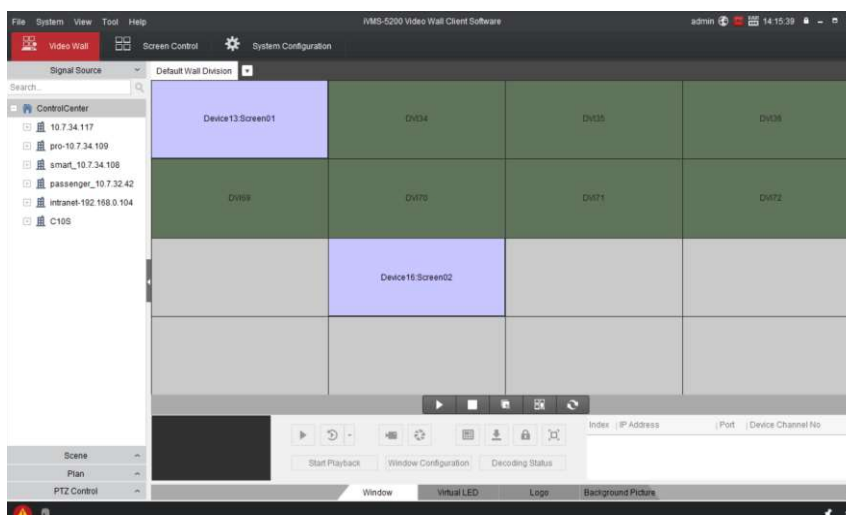 File System View Tool Help iVMS-5200 Video Wall Client Software admin 14:15:39
Video Wall Screen Control System Configuration
Signal Source Default Wall Division
Search...
ControlCenter
10.7.34.117
pro-10.7.34.109
smart_10.7.34.108
passenger_10.7.32.42
intranet-192.168.0.104
C10S
Device13:Screen01 DVI34 DVI35 DVI36
DVI69 DVI70 DVI71 DVI72
Device16:Screen02
Index IP Address Port Device Channel No
Start Playback Window Configuration Decoding Status
Scene
Plan
PTZ Control
Window Virtual LED Logo Background Picture